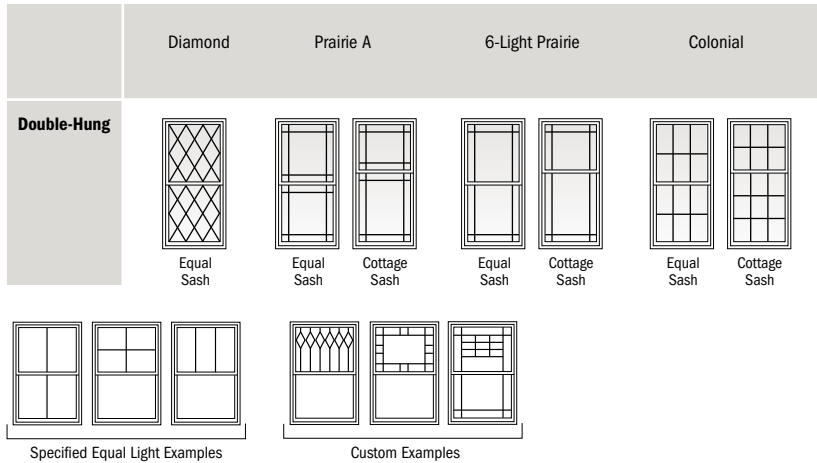 Diamond Prairie A 6-Light Prairie Colonial
Double-Hung
Equal Sash
Equal Sash
Cottage Sash
Equal Sash
Cottage Sash
Equal Sash
Cottage Sash
Specified Equal Light Examples
Custom Examples